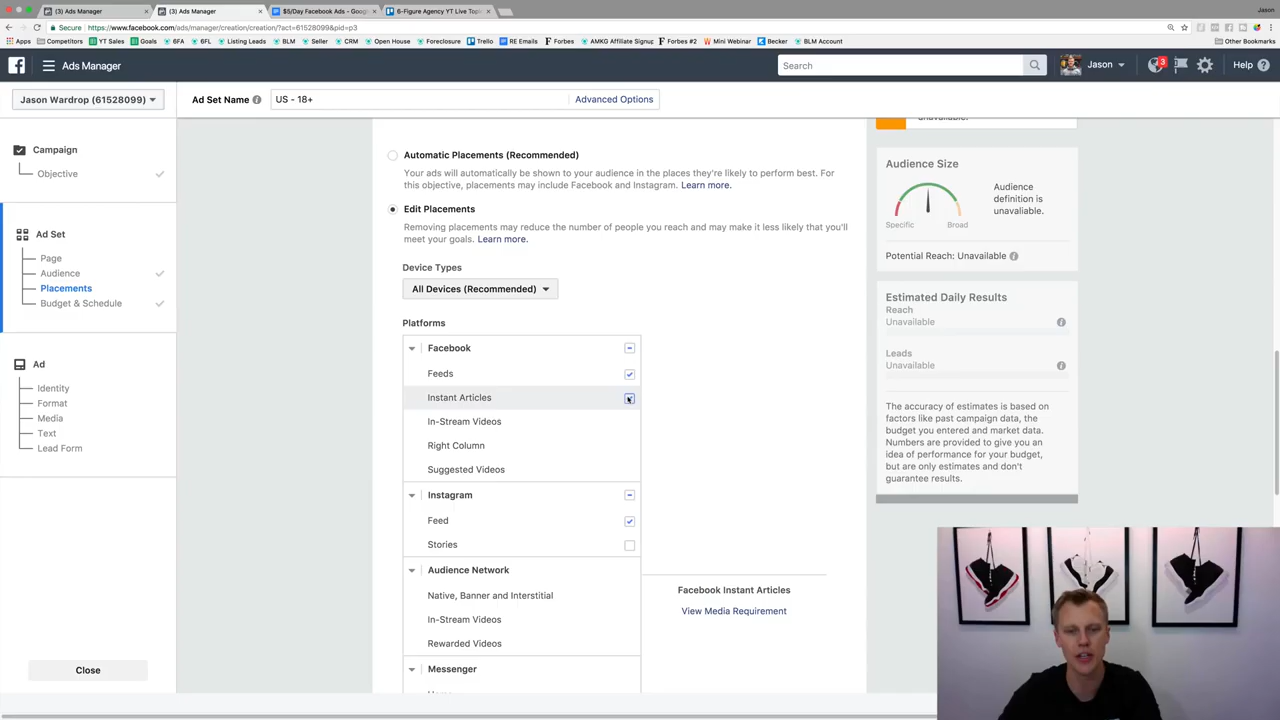 (3) Ads Manager
(3) Ads Manager
$5/Day Facebook Ads - Goog
6-Figure Agency YT Live Topi
Jason
Secure
https://www.facebook.com/ads/manager/creation/creation/?act=61528099&pid=p3
Apps
Competitors
YT Sales
Goals
6FA
6FL
Listing Leads
BLM
Seller
CRM
Open House
Foreclosure
Trello
RE Emails
Forbes
AMKG Affiliate Signup
Forbes #2
Mini Webinar
Becker
BLM Account
Other Bookmarks
Ads Manager
Search
Jason
3
Help
Jason Wardrop (61528099)
Ad Set Name
US - 18+
Advanced Options
Campaign
Objective
Ad Set
Page
Audience
Placements
Budget & Schedule
Ad
Identity
Format
Media
Text
Lead Form
Close
Automatic Placements (Recommended)
Your ads will automatically be shown to your audience in the places they're likely to perform best. For
this objective, placements may include Facebook and Instagram. Learn more.
Edit Placements
Removing placements may reduce the number of people you reach and may make it less likely that you'll
meet your goals. Learn more.
Device Types
All Devices (Recommended)
Platforms
Facebook
Feeds
Instant Articles
In-Stream Videos
Right Column
Suggested Videos
Instagram
Feed
Stories
Audience Network
Native, Banner and Interstitial
In-Stream Videos
Rewarded Videos
Messenger
Facebook Instant Articles
View Media Requirement
unavailable.
Audience Size
Specific
Broad
Audience
definition is
unavailable.
Potential Reach: Unavailable
Estimated Daily Results
Reach
Unavailable
Leads
Unavailable
The accuracy of estimates is based on
factors like past campaign data, the
budget you entered and market data.
Numbers are provided to give you an
idea of performance for your budget,
but are only estimates and don't
guarantee results.